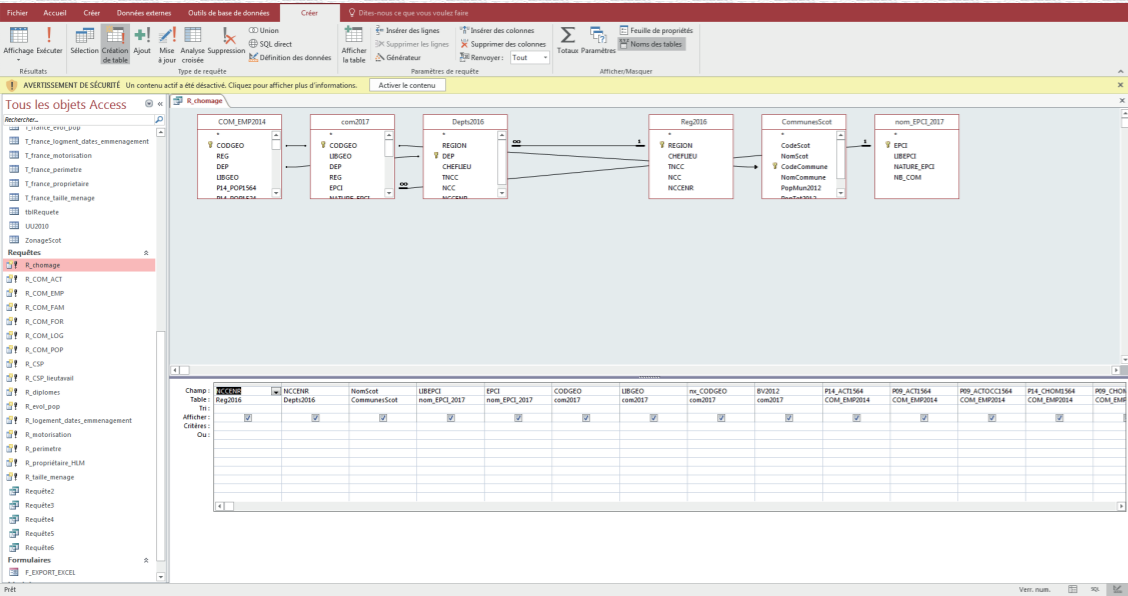 Fichier Accueil Créer Données externes Outils de base de données Créer Dites-nous ce que vous voulez faire
Affichage Exécuter Sélection Création de table Ajout Mise à jour Analyse croisée Suppression
Union
SQL direct
Définition des données
Afficher la table
Insérer des lignes
Supprimer les lignes
Générateur
Insérer des colonnes
Supprimer des colonnes
Renvoyer : Tout
Totaux Paramètres
Feuille de propriétés
Noms des tables
Résultats Type de requête Paramètres de requête Afficher/Masquer
AVERTISSEMENT DE SÉCURITÉ Un contenu actif a été désactivé. Cliquez pour afficher plus d'informations. Activer le contenu
Tous les objets Access
Rechercher...
T_france_evol_pop
T_france_logment_dates_emmenagement
T_france_motorisation
T_france_perimetre
T_france_proprietaire
T_france_taille_menage
tblRequete
UU2010
ZonageScot
Requêtes
R_chomage
R_COM_ACT
R_COM_EMP
R_COM_FAM
R_COM_FOR
R_COM_LOG
R_COM_POP
R_CSP
R_CSP_lieutavail
R_diplomes
R_evol_pop
R_logement_dates_emmenagement
R_motorisation
R_perimetre
R_propriétaire_HLM
R_taille_menage
Requête2
Requête3
Requête4
Requête5
Requête6
Formulaires
F_EXPORT_EXCEL
R_chomage
COM_EMP2014
*
CODGEO
REG
DEP
LIBGEO
P14_POP1564
com2017
*
CODGEO
LIBGEO
DEP
REG
EPCI
NATURE_EPCI
Depts2016
*
REGION
DEP
CHEFLIEU
TNCC
NCC
NCCENR
Reg2016
*
REGION
CHEFLIEU
TNCC
NCC
NCCENR
CommunesScot
*
CodeScot
NomScot
CodeCommune
NomCommune
PopMun2012
PopTot2012
nom_EPCI_2017
*
EPCI
LIBEPCI
NATURE_EPCI
NB_COM
∞ 1 1
∞
Champ : NCCENR NCCENR NomScot LIBEPCI EPCI CODGEO LIBGEO nx_CODGEO BV2012 P14_ACT1564 P09_ACT1564 P09_ACTOCC1564 P14_CHOM1564 P09_CHOM
Table : Reg2016 Depts2016 CommunesScot nom_EPCI_2017 nom_EPCI_2017 com2017 com2017 com2017 com2017 COM_EMP2014 COM_EMP2014 COM_EMP2014 COM_EMP2014 COM_EMP
Tri :
Afficher :
Critères :
Ou :
Prêt Verr. num. SQL